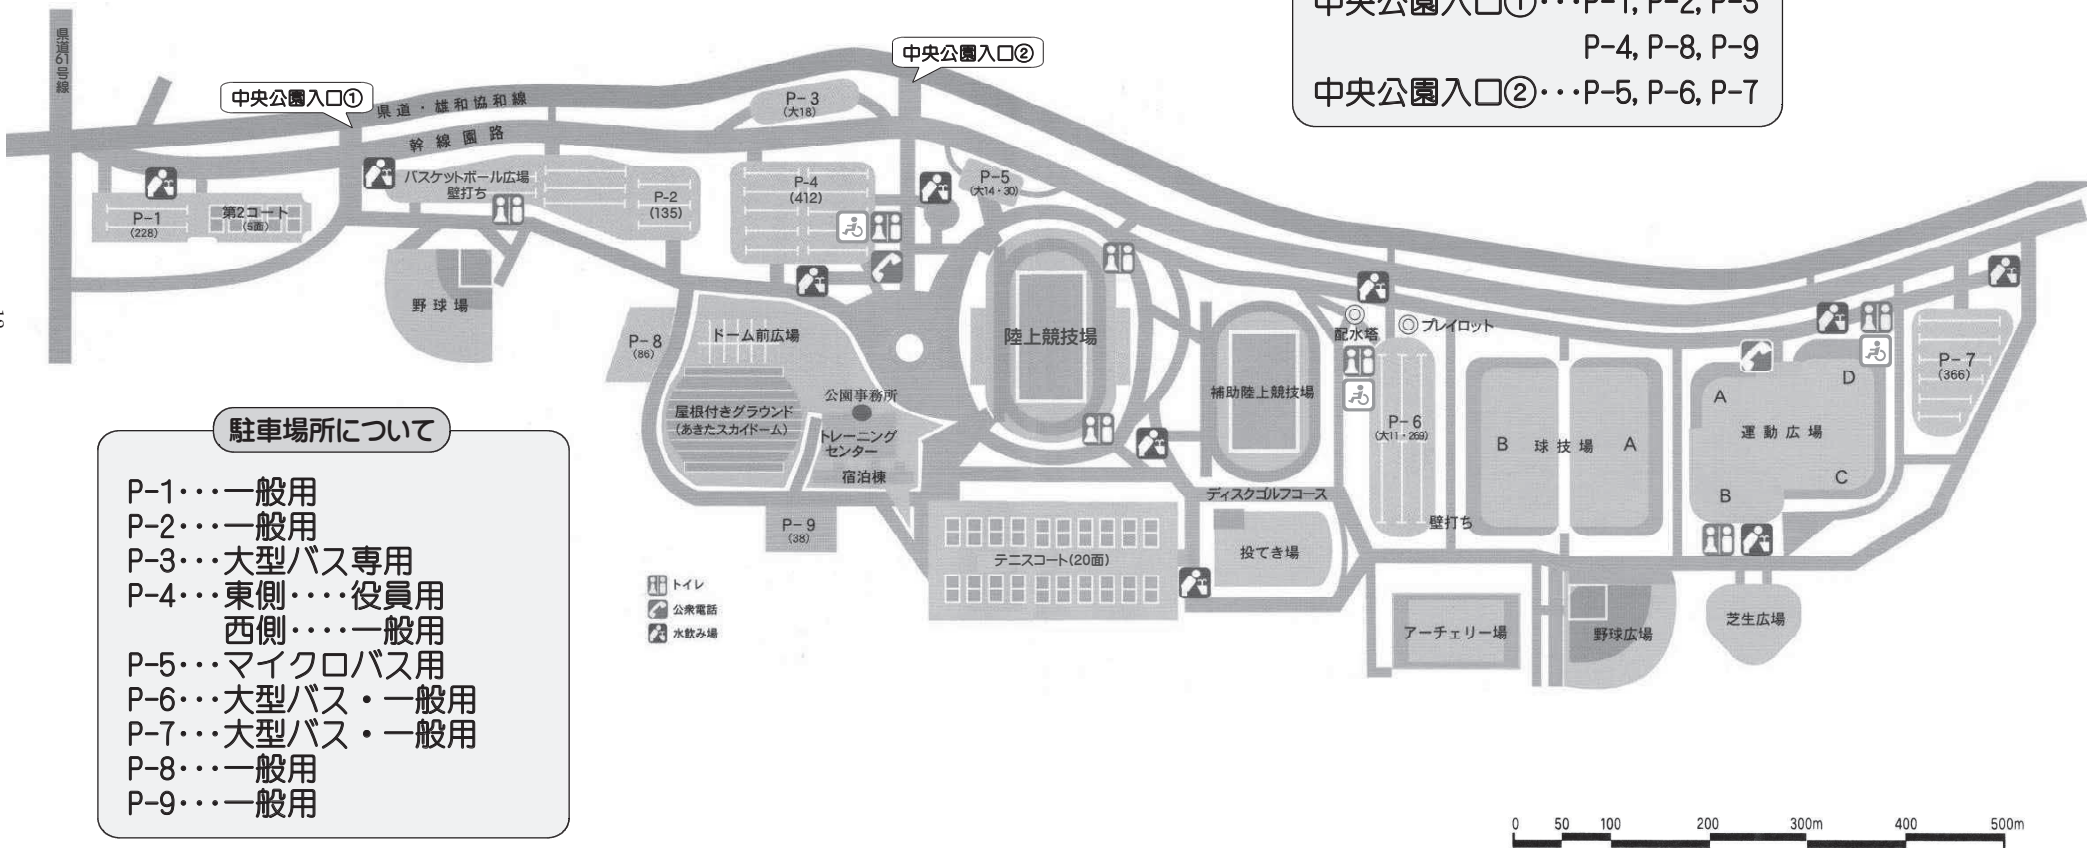 中央公園入口①･･･P-1, P-2, P-3
P-4, P-8, P-9
中央公園入口②･･･P-5, P-6, P-7
県道61号線
中央公園入口①
中央公園入口②
県道・雄和協和線
幹線園路
P-3
(大18)
P-1
(228)
第2コート
(5面)
バスケットボール広場
壁打ち
P-2
(135)
P-4
(412)
P-5
(大14・30)
野球場
P-8
(86)
ドーム前広場
屋根付きグラウンド
(あきたスカイドーム)
公園事務所
トレーニング
センター
宿泊棟
P-9
(38)
陸上競技場
補助陸上競技場
配水塔
プレイロット
P-6
(大11・269)
壁打ち
B 球技場 A
A
D
運動広場
B
C
P-7
(366)
ディスクゴルフコース
投てき場
テニスコート(20面)
アーチェリー場
野球広場
芝生広場
トイレ
公衆電話
水飲み場
駐車場所について
P-1･･･一般用
P-2･･･一般用
P-3･･･大型バス専用
P-4･･･東側････役員用
西側････一般用
P-5･･･マイクロバス用
P-6･･･大型バス・一般用
P-7･･･大型バス・一般用
P-8･･･一般用
P-9･･･一般用
0 50 100 200 300m 400 500m